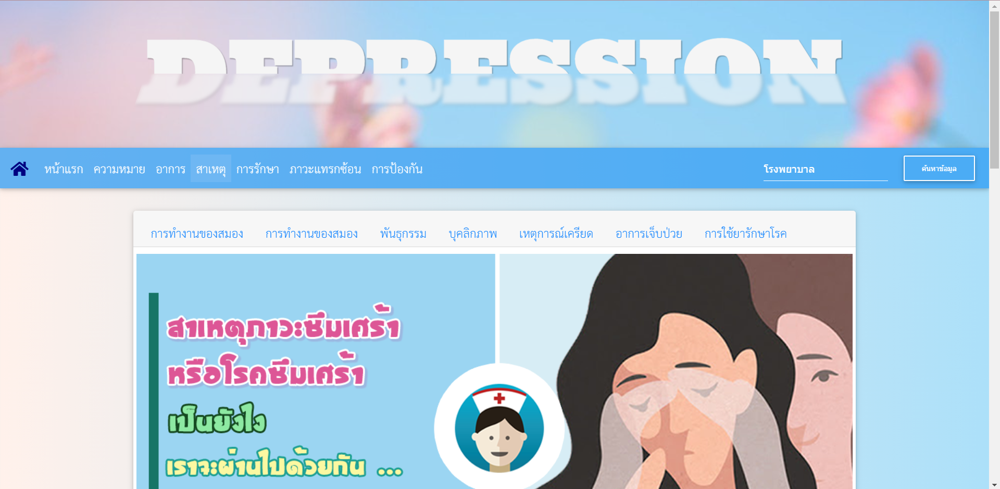 DEPRESSION
หน้าแรก ความหมาย อาการ สาเหตุ การรักษา ภาวะแทรกซ้อน การป้องกัน โรงพยาบาล ค้นหาข้อมูล
การทำงานของสมอง การทำงานของสมอง พันธุกรรม บุคลิกภาพ เหตุการณ์เครียด อาการเจ็บป่วย การใช้ยารักษาโรค
สาเหตุภาวะซึมเศร้า
หรือโรคซึมเศร้า
เป็นยังไง
เราจะผ่านไปด้วยกัน ...